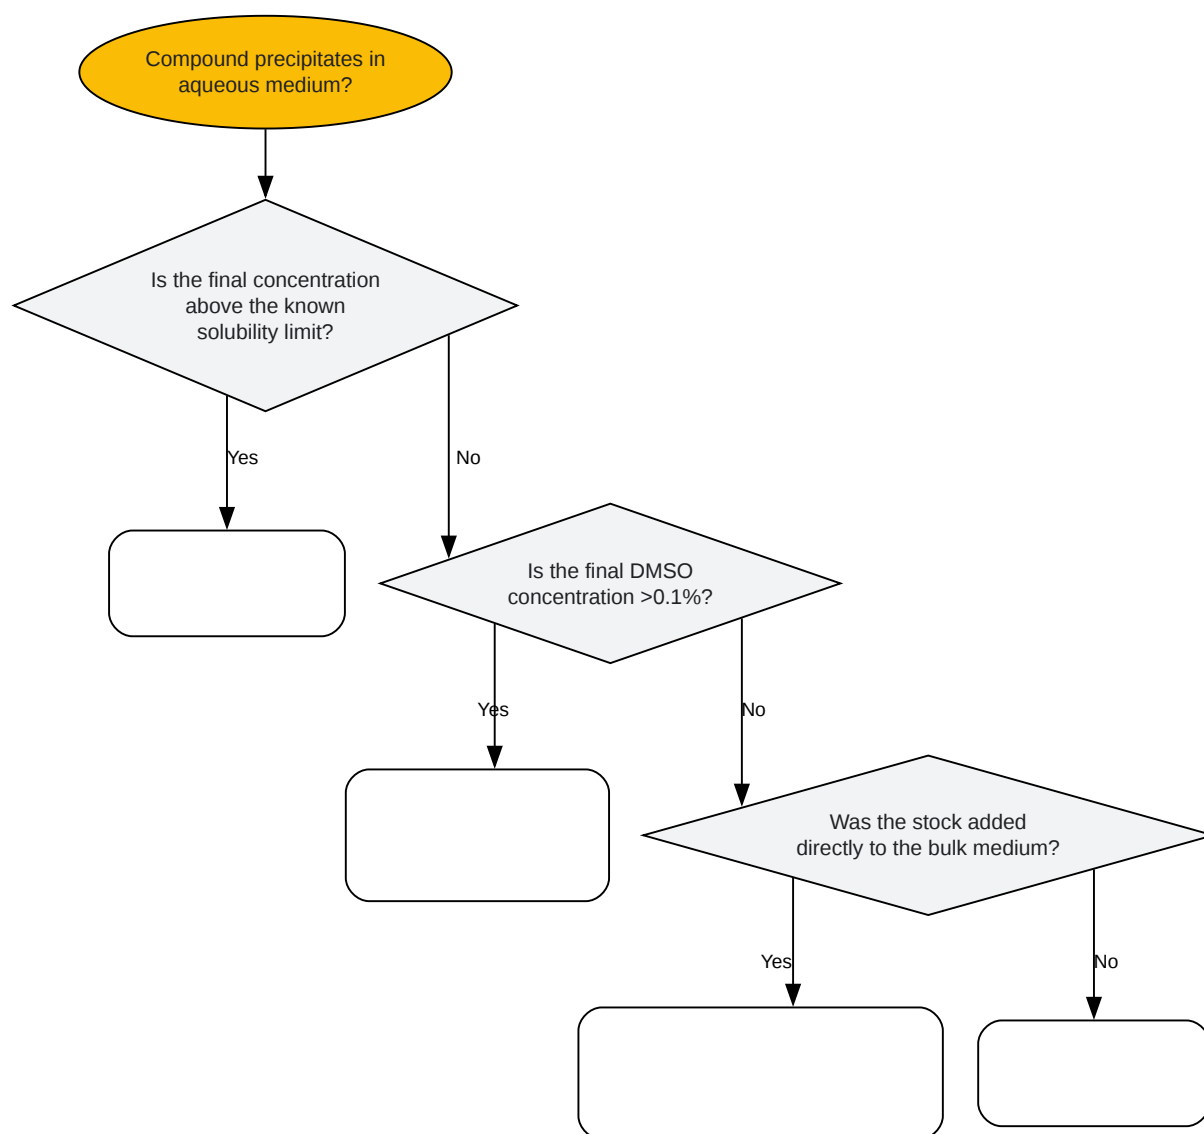 Compound precipitates in
aqueous medium?
Is the final concentration
above the known
solubility limit?
Yes
No
Is the final DMSO
concentration >0.1%?
Yes
No
Was the stock added
directly to the bulk medium?
Yes
No